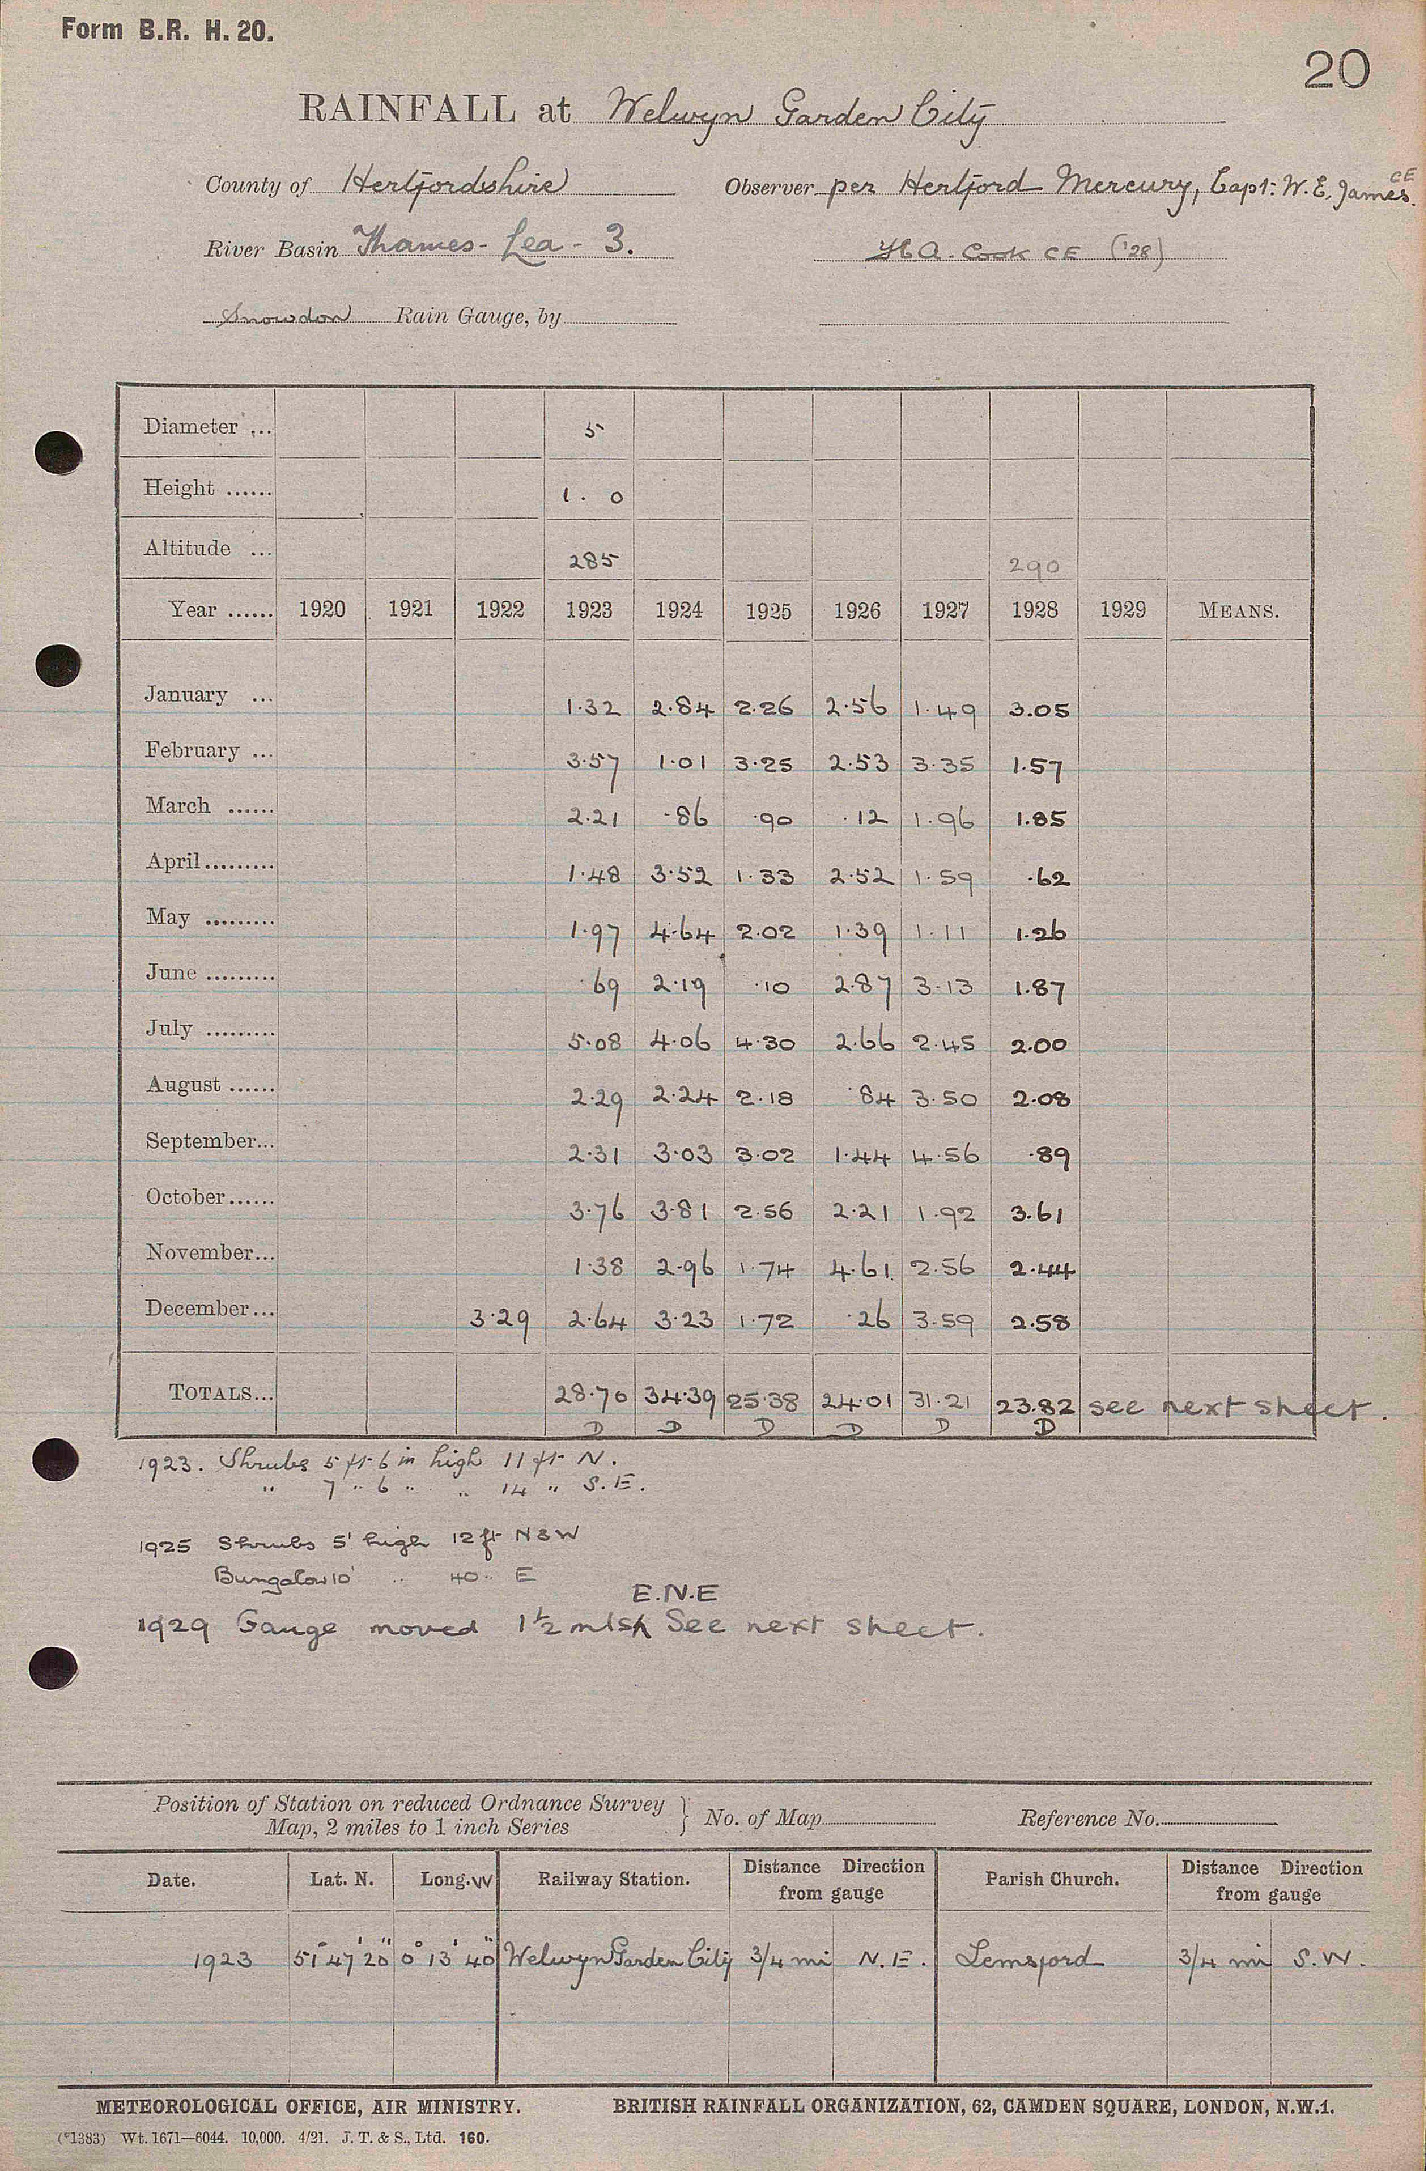 Form B.R. H. 20.
20
RAINFALL at Welwyn Garden City
County of Hertfordshire Observer per Hertford Mercury, Capt: W. E. James. CE
River Basin Thames - Lea - 3. H A. Cook CE ('28)
Snowdon Rain Gauge, by
Diameter ... 5
Height ...... 1 . 0
Altitude ... 285 290
Year ...... 1920 1921 1922 1923 1924 1925 1926 1927 1928 1929 MEANS.
January ... 1·32 2·84 2·26 2·56 1·49 3.05
February ... 3·57 1·01 3·25 2·53 3·35 1.57
March ...... 2·21 ·86 ·90 ·12 1·96 1.85
April......... 1·48 3·52 1·33 2·52 1·59 ·62
May ......... 1·97 4·64 2·02 1·39 1·11 1.26
June ......... ·69 2·19 ·10 2·87 3·13 1.87
July ......... 5·08 4·06 4·30 2·66 2·45 2.00
August ...... 2·29 2·24 2·18 ·84 3·50 2.08
September... 2·31 3·03 3·02 1·44 4·56 ·89
October...... 3·76 3·81 2·56 2·21 1·92 3.61
November... 1·38 2·96 1·74 4·61 2·56 2.44
December... 3·29 2·64 3·23 1·72 ·26 3·59 2.58
TOTALS... 28·70 34·39 25·38 24·01 31·21 23.82 see next sheet.
D D D D D D
1923. Shrubs 5 ft 6 in high 11 ft N.
" 7 " 6 " " 14 " S.E.
1925 Shrubs 5' high 12 ft N & W
Bungalow 10' " 40 " E
E.N.E
1929 Gauge moved 1½ mls See next sheet.
Position of Station on reduced Ordnance Survey Map, 2 miles to 1 inch Series } No. of Map Reference No.
Date. Lat. N. Long. W Railway Station. Distance Direction from gauge Parish Church. Distance Direction from gauge
1923 51° 47' 20" 0° 13' 40" Welwyn Garden City 3/4 mi N.E. Lemsford 3/4 mi S.W.
METEOROLOGICAL OFFICE, AIR MINISTRY. BRITISH RAINFALL ORGANIZATION, 62, CAMDEN SQUARE, LONDON, N.W.1.
(*1383) Wt. 1671—6044. 10,000. 4/21. J. T. & S., Ltd. 160.